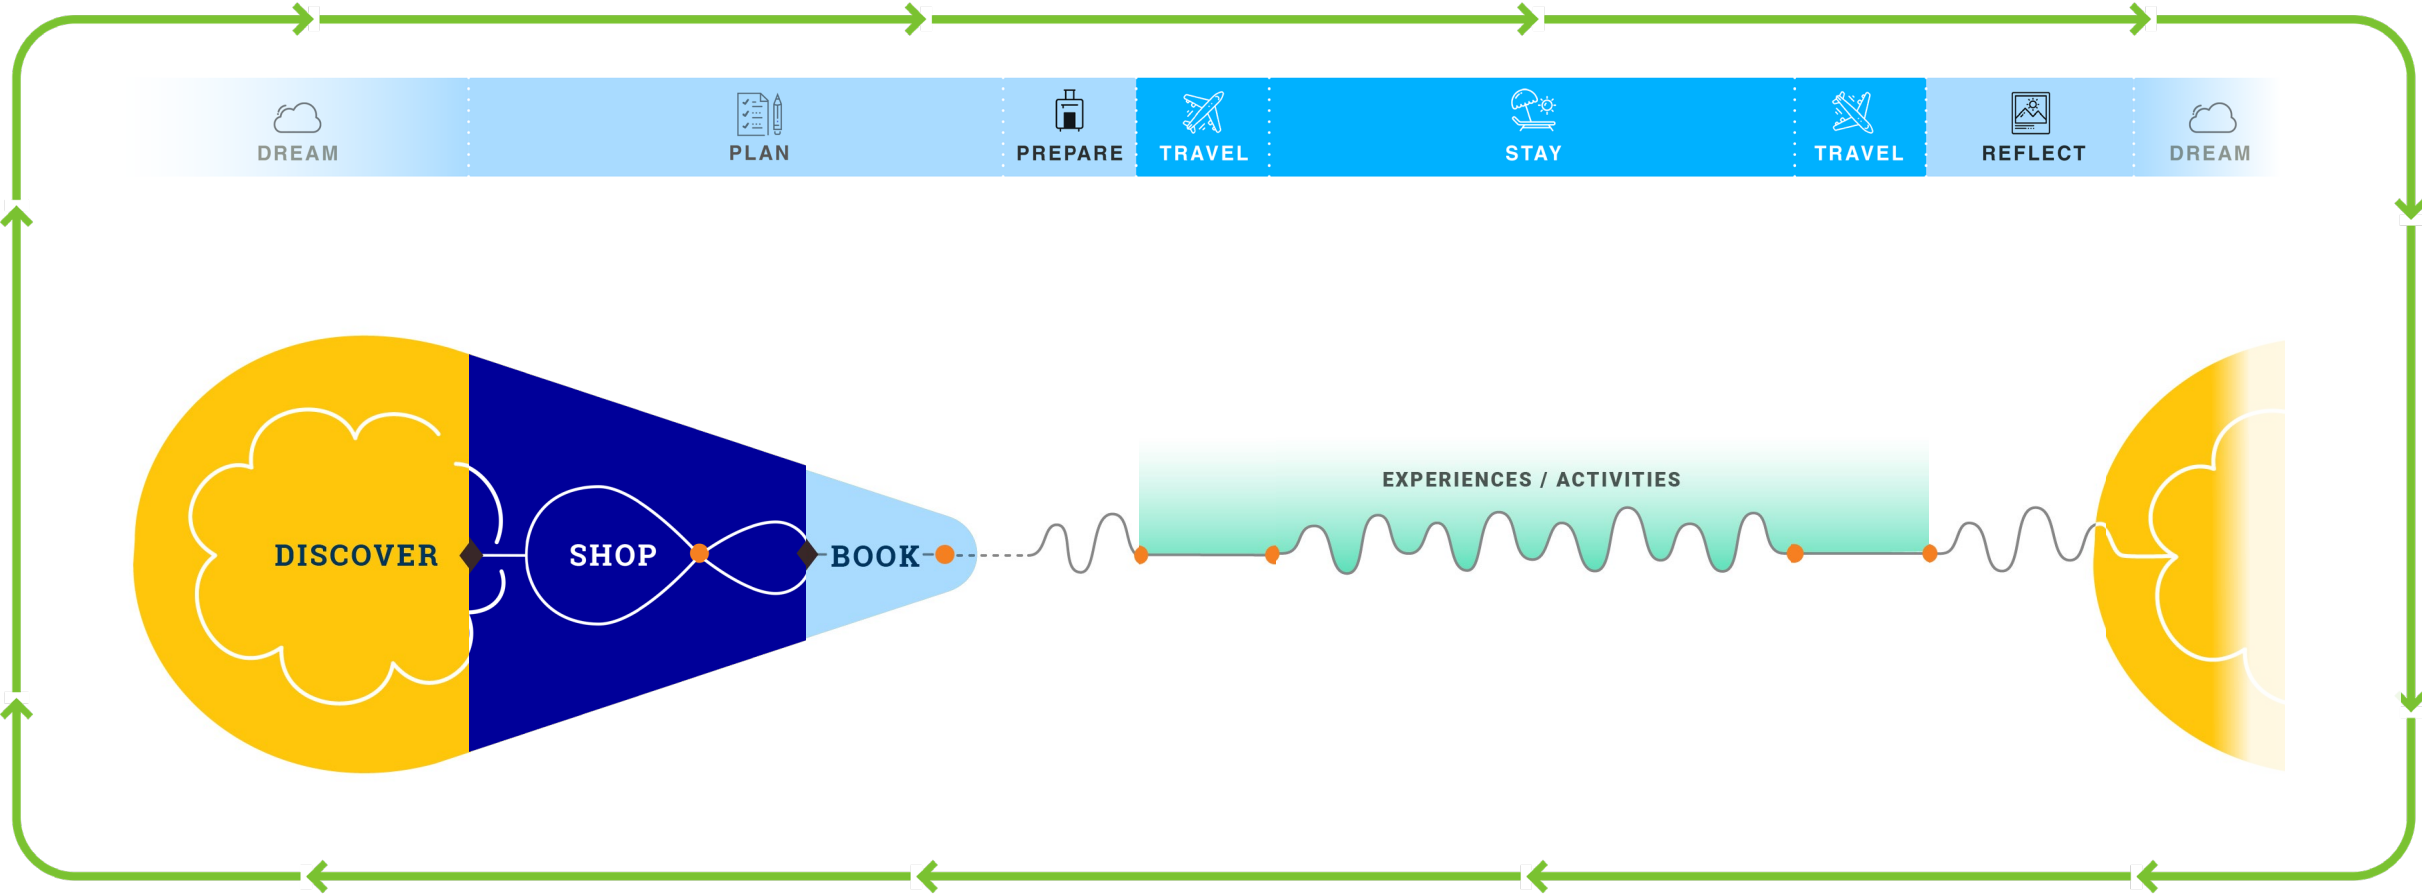 DREAM
PLAN
PREPARE
TRAVEL
STAY
TRAVEL
REFLECT
DREAM
EXPERIENCES / ACTIVITIES
DISCOVER
SHOP
BOOK